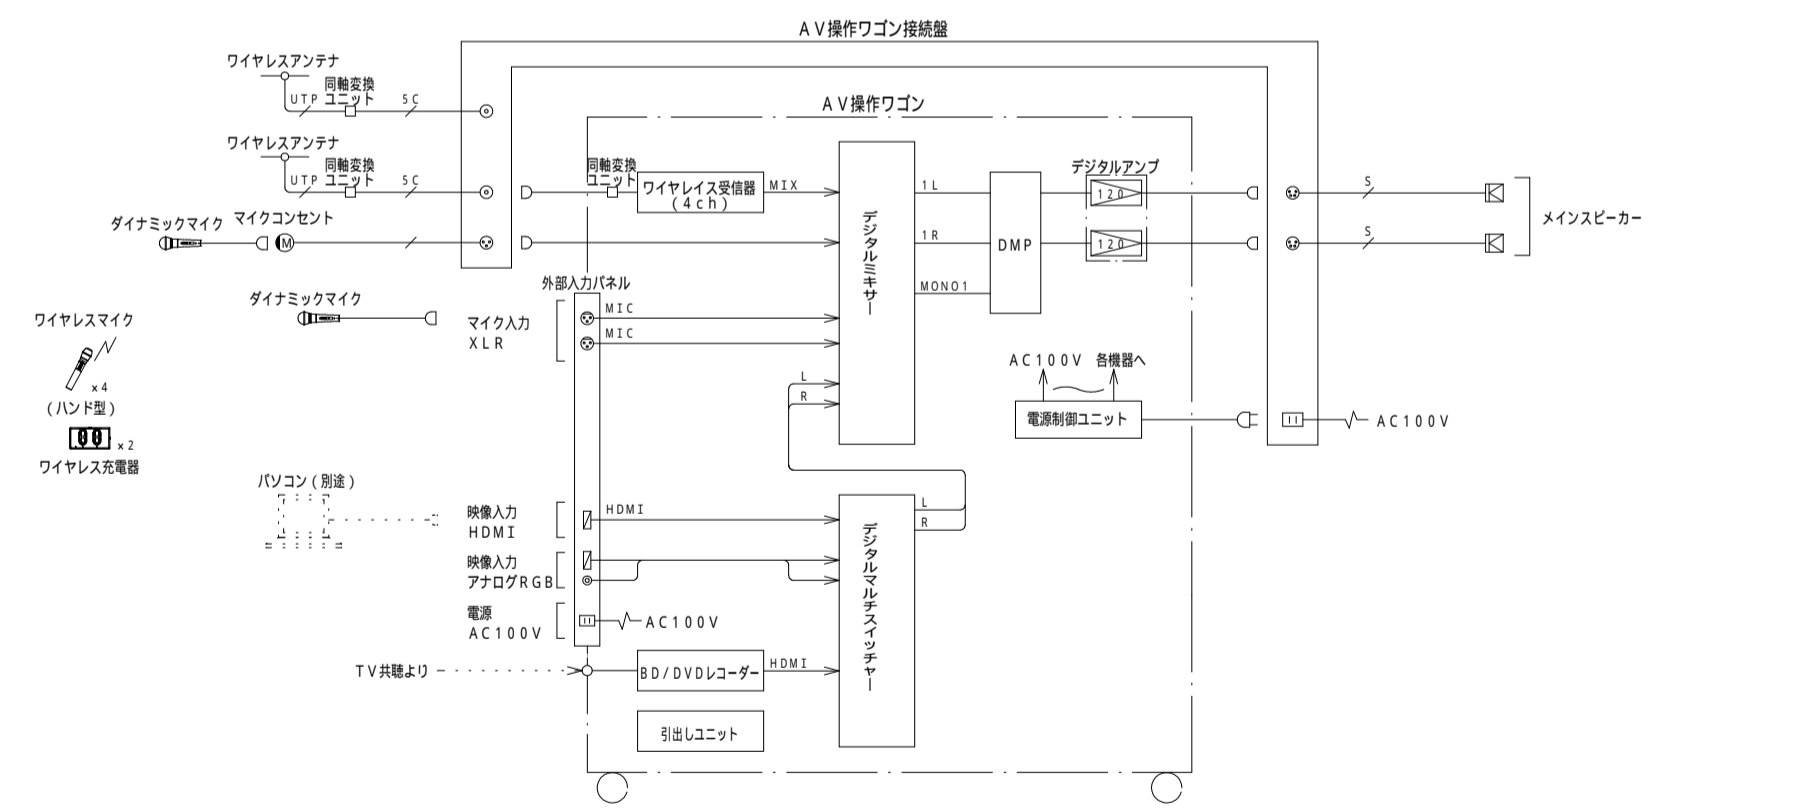 ＡＶ操作ワゴン接続盤
ワイヤレスアンテナ
同軸変換
ユニット
ＵＴＰ
５Ｃ
ＡＶ操作ワゴン
ワイヤレスアンテナ
同軸変換
ユニット
ＵＴＰ
５Ｃ
同軸変換
ユニット
ワイヤレイス受信器
（４ｃｈ）
ＭＩＸ
デジタルミキサー
１Ｌ
１Ｒ
ＭＯＮＯ１
ＤＭＰ
デジタルアンプ
１２０
１２０
Ｓ
Ｓ
メインスピーカー
ダイナミックマイク
マイクコンセント
Ｍ
外部入力パネル
ダイナミックマイク
マイク入力
ＸＬＲ
ＭＩＣ
ＭＩＣ
ワイヤレスマイク
×４
（ハンド型）
００
×２
ワイヤレス充電器
Ｌ
Ｒ
ＡＣ１００Ｖ
各機器へ
電源制御ユニット
ＡＣ１００Ｖ
パソコン（別途）
映像入力
ＨＤＭＩ
ＨＤＭＩ
映像入力
アナログＲＧＢ
電源
ＡＣ１００Ｖ
ＡＣ１００Ｖ
Ｌ
Ｒ
デジタルマルチスイッチャー
ＴＶ共聴より
ＢＤ／ＤＶＤレコーダー
ＨＤＭＩ
引出しユニット